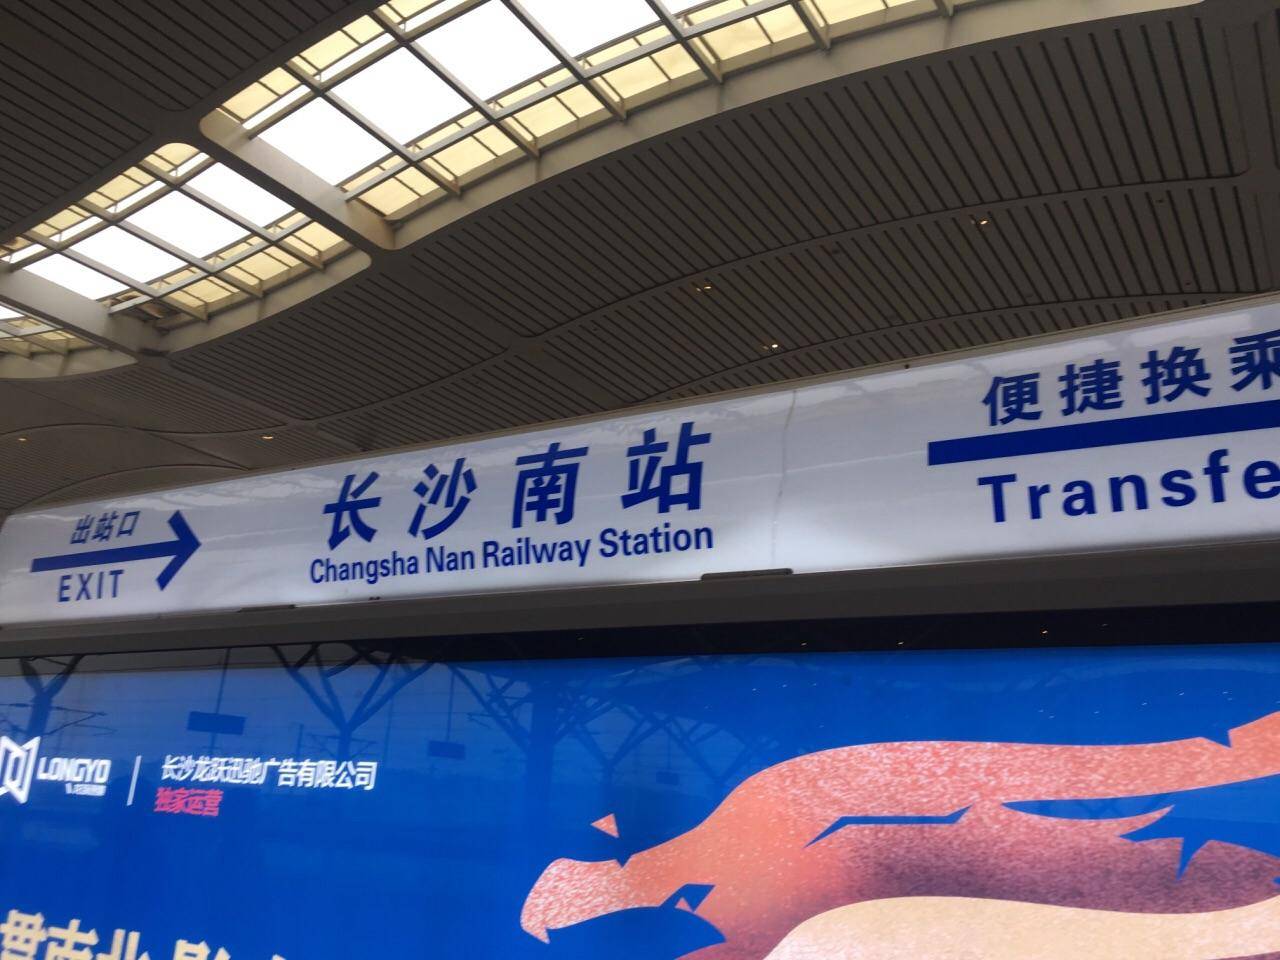 出站口
EXIT
长沙南站
Changsha Nan Railway Station
便捷换乘
Transfe
LONGYO
长沙龙跃迅驰广告有限公司
独家运营